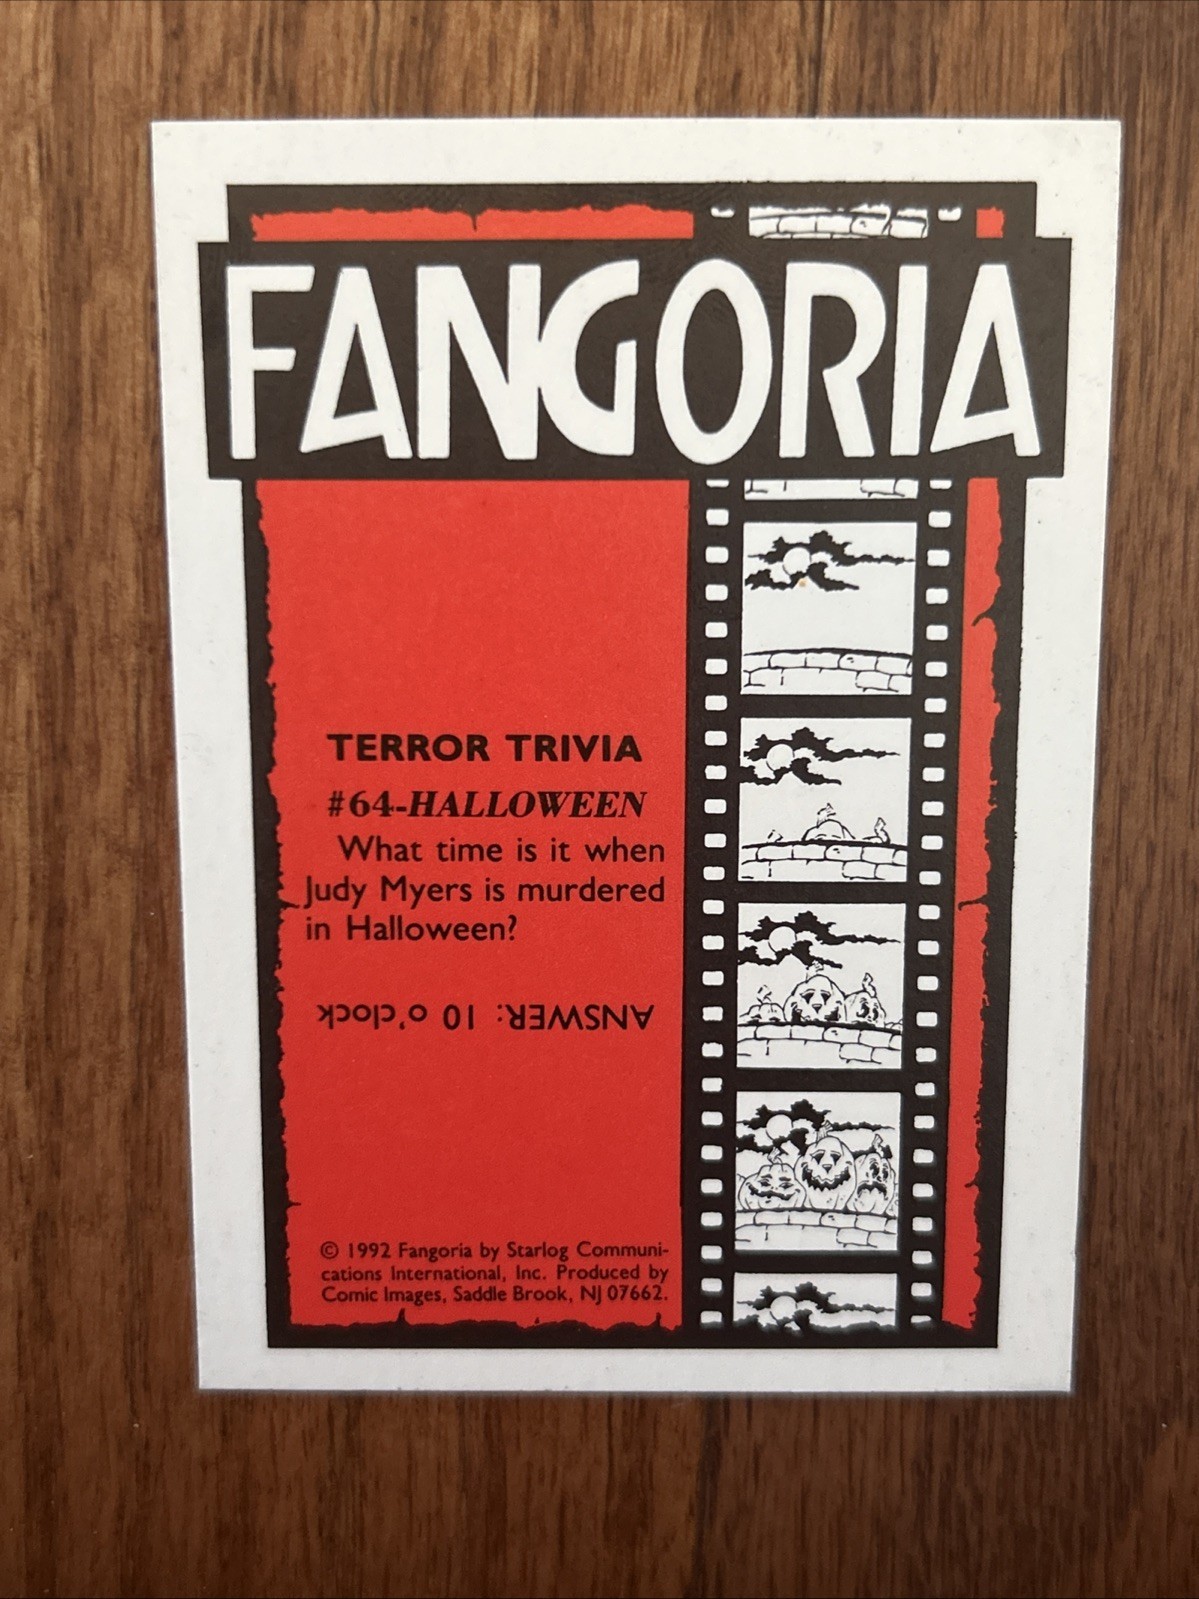 FANGORIA
TERROR TRIVIA
#64-HALLOWEEN
What time is it when
Judy Myers is murdered
in Halloween?
ANSWER: 10 o'clock
© 1992 Fangoria by Starlog Communi-
cations International, Inc. Produced by
Comic Images, Saddle Brook, NJ 07662.